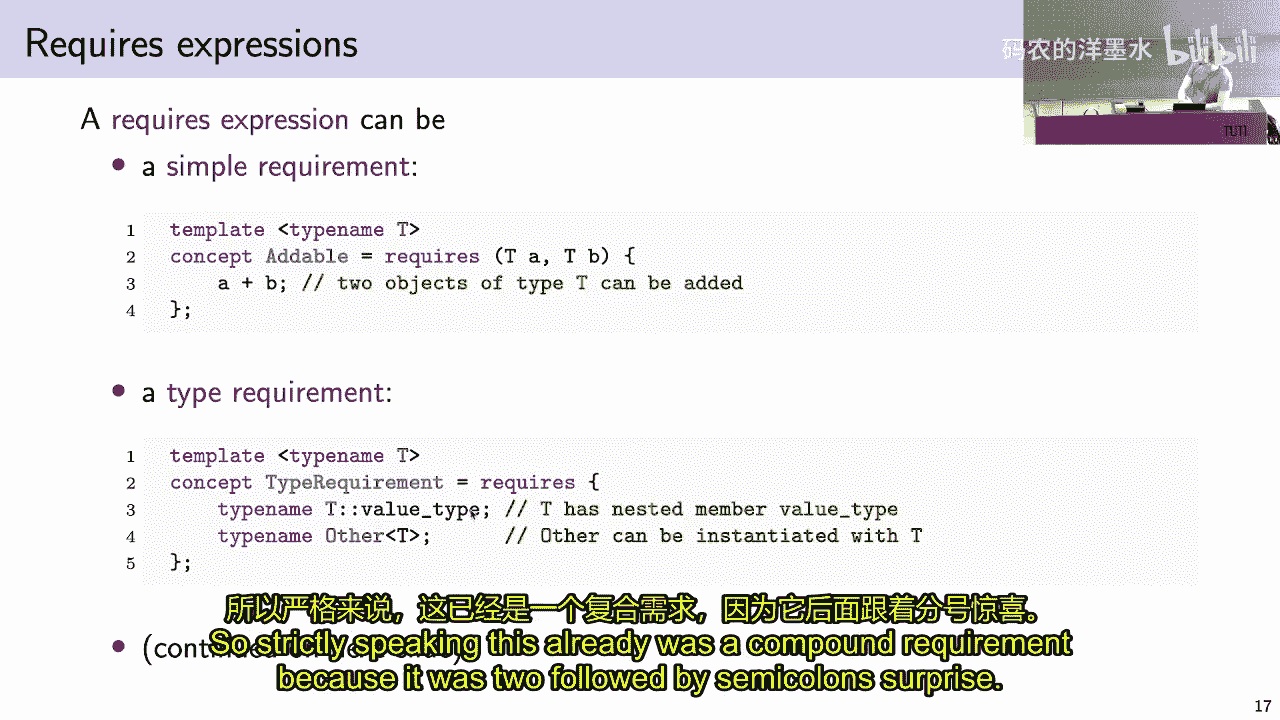 Requires expressions
码农的洋墨水 bilibili
TUTI
A requires expression can be
• a simple requirement:
1 template <typename T>
2 concept Addable = requires (T a, T b) {
3 a + b; // two objects of type T can be added
4 };
• a type requirement:
1 template <typename T>
2 concept TypeRequirement = requires {
3 typename T::value_type; // T has nested member value_type
4 typename Other<T>; // Other can be instantiated with T
5 };
所以严格来说，这已经是一个复合需求，因为它后面跟着分号惊喜。
• (continued
So strictly speaking this already was a compound requirement
because it was two followed by semicolons surprise.
17